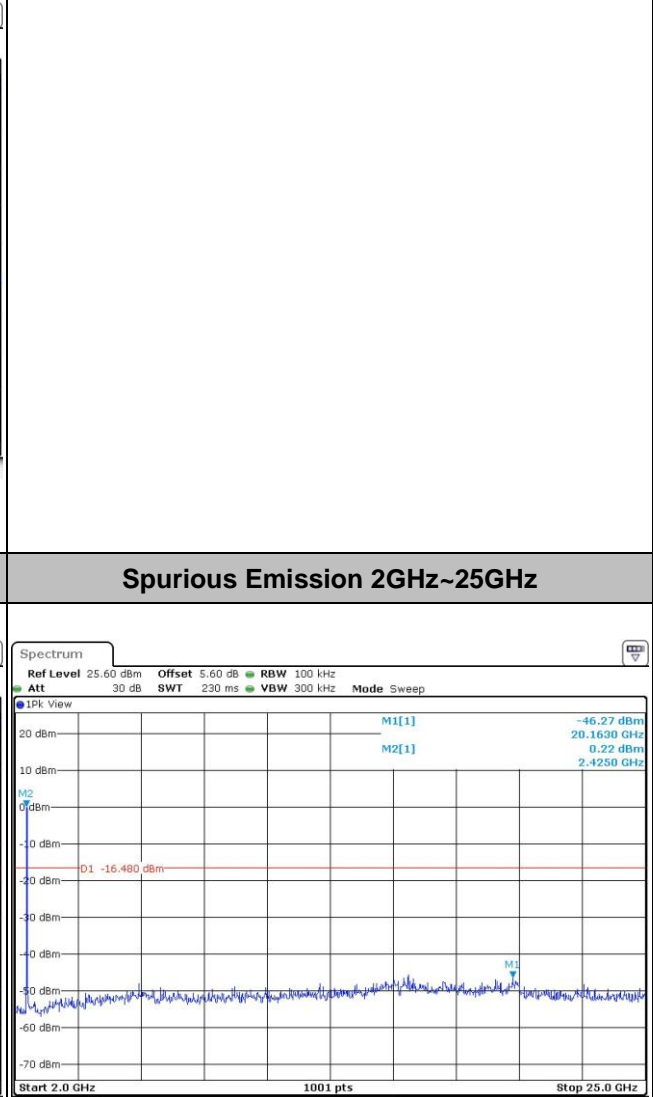 Spurious Emission 2GHz~25GHz
Spectrum
Ref Level 25.60 dBm Offset 5.60 dB RBW 100 kHz
Att 30 dB SWT 230 ms VBW 300 kHz Mode Sweep
1Pk View
M1[1] -46.27 dBm
20.1630 GHz
M2[1] 0.22 dBm
2.4250 GHz
20 dBm
10 dBm
M2
0 dBm
-10 dBm
D1 -16.480 dBm
-20 dBm
-30 dBm
-40 dBm
M1
-50 dBm
-60 dBm
-70 dBm
Start 2.0 GHz 1001 pts Stop 25.0 GHz